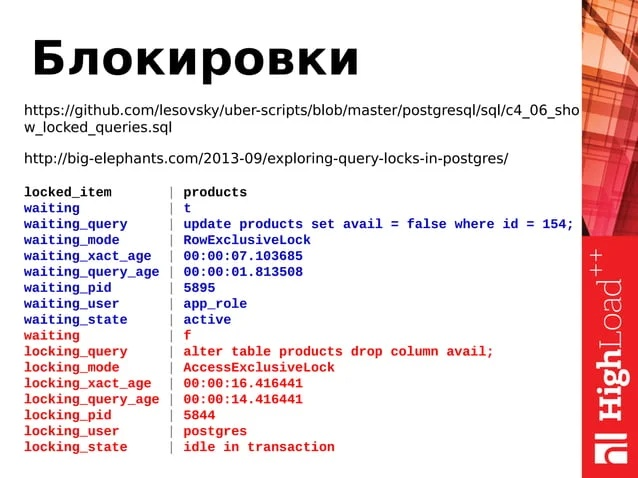 Блокировки
https://github.com/lesovsky/uber-scripts/blob/master/postgresql/sql/c4_06_sho
w_locked_queries.sql
http://big-elephants.com/2013-09/exploring-query-locks-in-postgres/
locked_item | products
waiting | t
waiting_query | update products set avail = false where id = 154;
waiting_mode | RowExclusiveLock
waiting_xact_age | 00:00:07.103685
waiting_query_age | 00:00:01.813508
waiting_pid | 5895
waiting_user | app_role
waiting_state | active
waiting | f
locking_query | alter table products drop column avail;
locking_mode | AccessExclusiveLock
locking_xact_age | 00:00:16.416441
locking_query_age | 00:00:14.416441
locking_pid | 5844
locking_user | postgres
locking_state | idle in transaction
HighLoad++